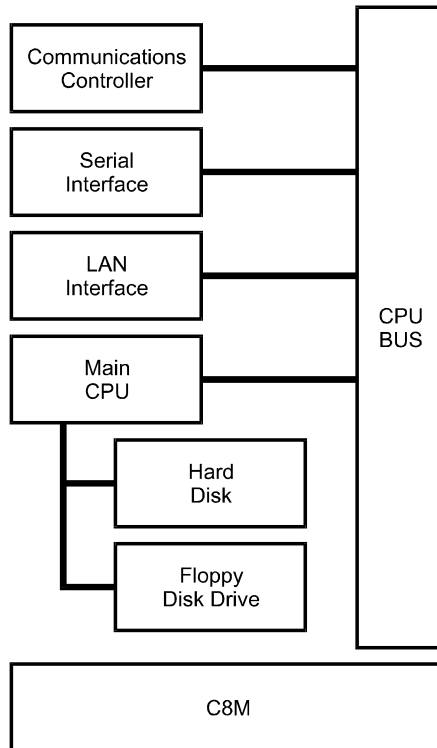 Communications
Controller
Serial
Interface
LAN
Interface
CPU
BUS
Main
CPU
Hard
Disk
Floppy
Disk Drive
C8M